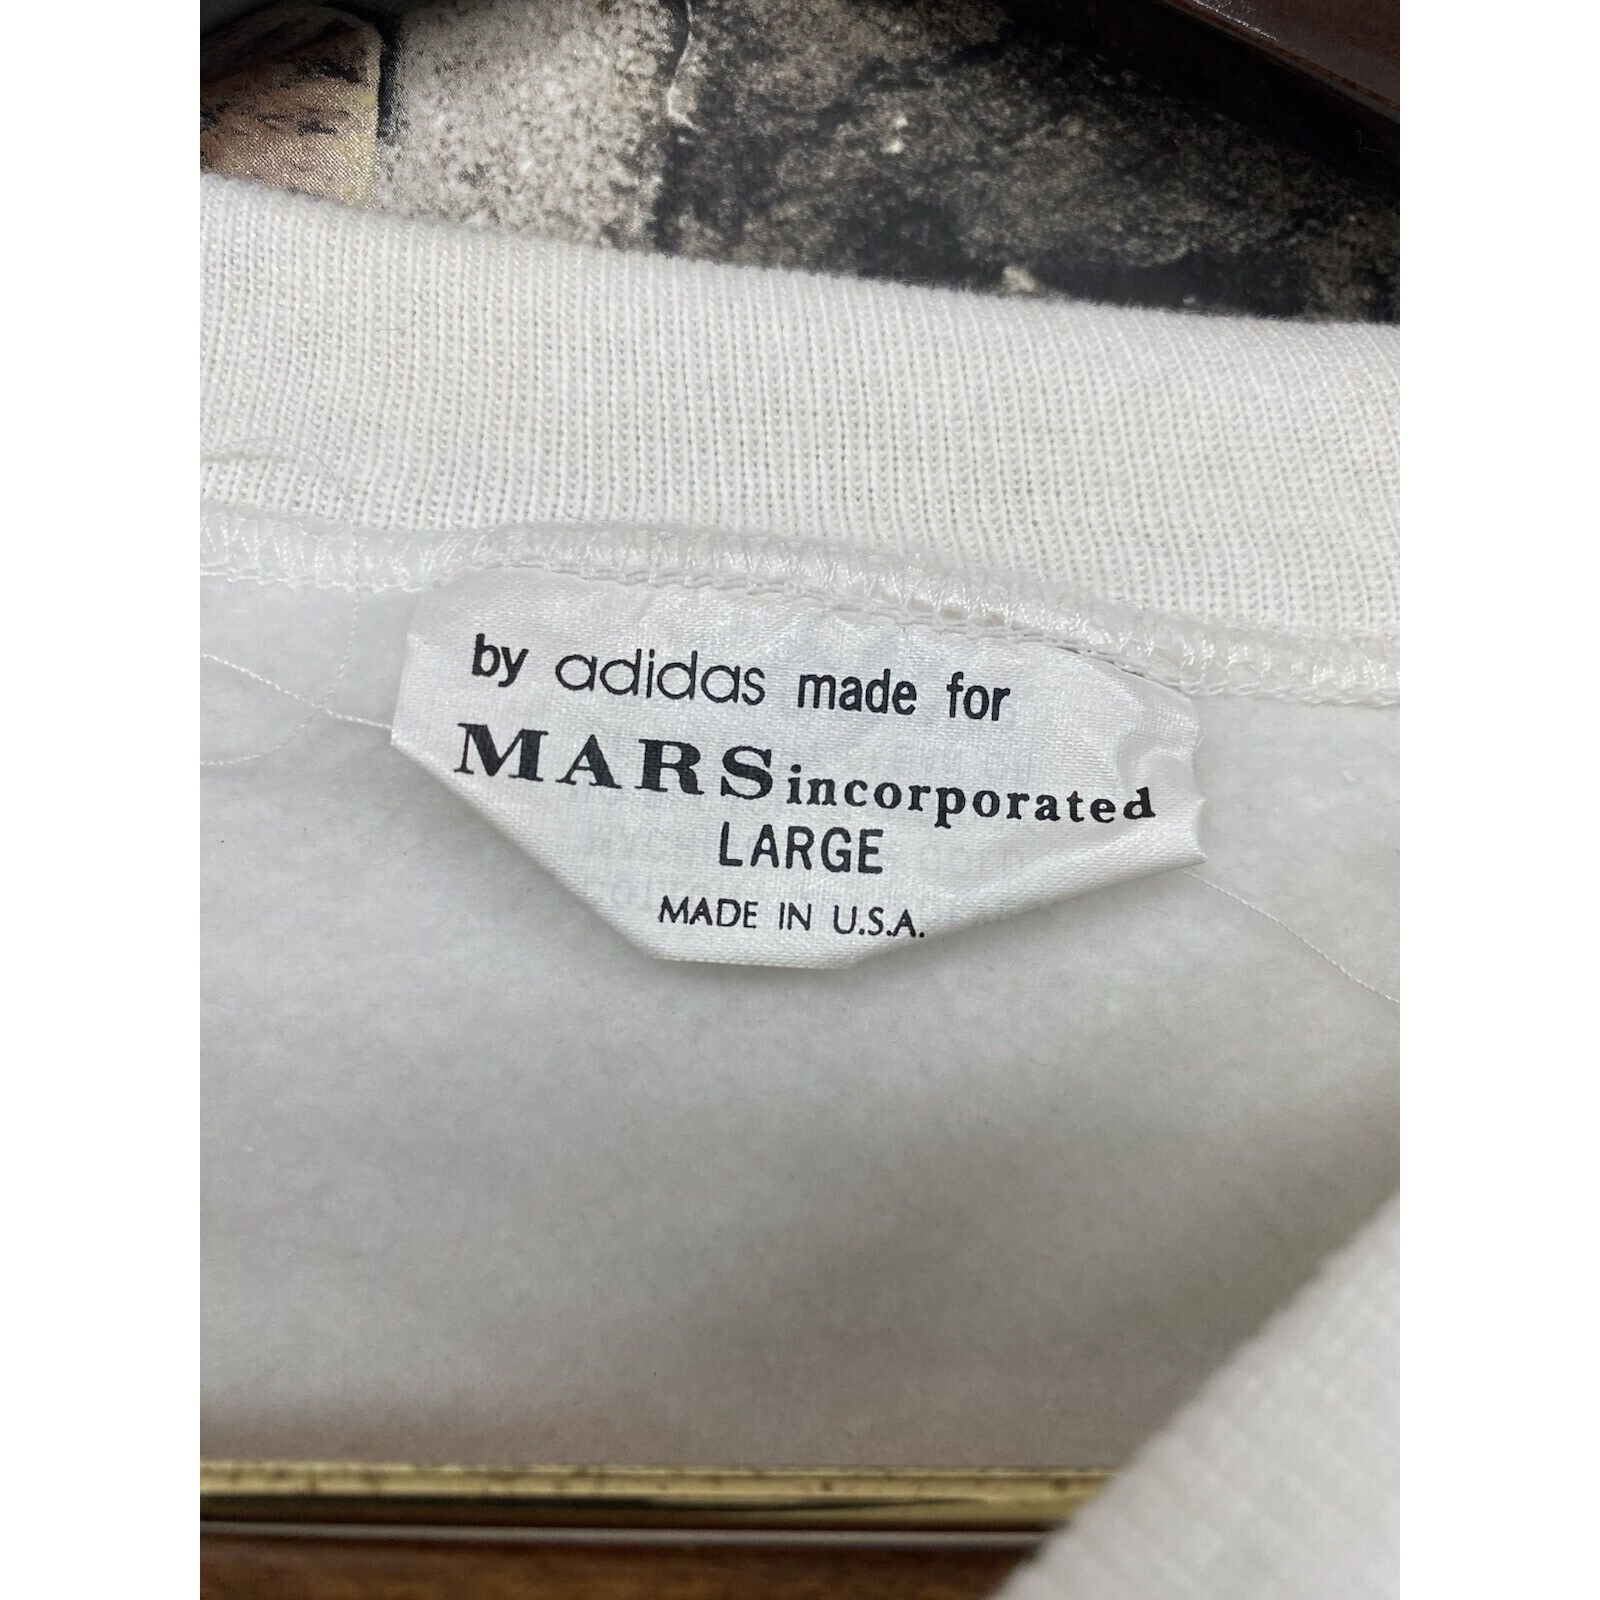 by adidas made for
MARS incorporated
LARGE
MADE IN U.S.A.